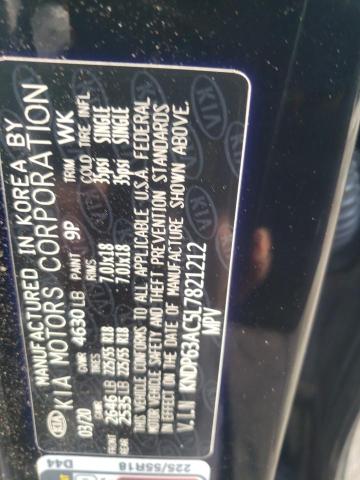 MANUFACTURED IN KOREA BY
KIA KIA MOTORS CORPORATION
03/20 GVWR 4630 LB PAINT 9P TRIM WK
GAWR TIRES RIMS COLD TIRE INFL
FRONT 2646 LB 225/55 R18 7.0Jx18 35psi SINGLE
REAR 2535 LB 225/55 R18 7.0Jx18 35psi SINGLE
THIS VEHICLE CONFORMS TO ALL APPLICABLE U.S.A. FEDERAL
MOTOR VEHICLE SAFETY AND THEFT PREVENTION STANDARDS
IN EFFECT ON THE DATE OF MANUFACTURE SHOWN ABOVE.
V.I.N KNDP63AC5L7821212
MPV
D44
225/55R18